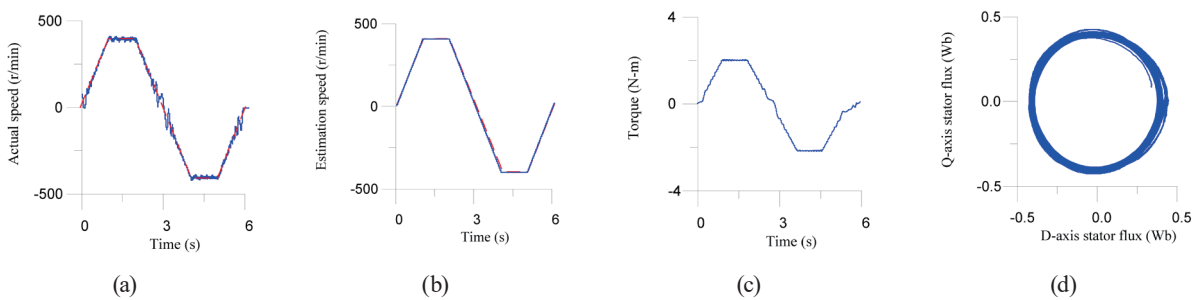 500
0
-500
Actual speed (r/min)
0
3
6
Time (s)
(a)
500
0
-500
Estimation speed (r/min)
0
3
6
Time (s)
(b)
4
0
-4
Torque (N-m)
0
3
6
Time (s)
(c)
0.5
0.0
-0.5
Q-axis stator flux (Wb)
-0.5
0.0
0.5
D-axis stator flux (Wb)
(d)